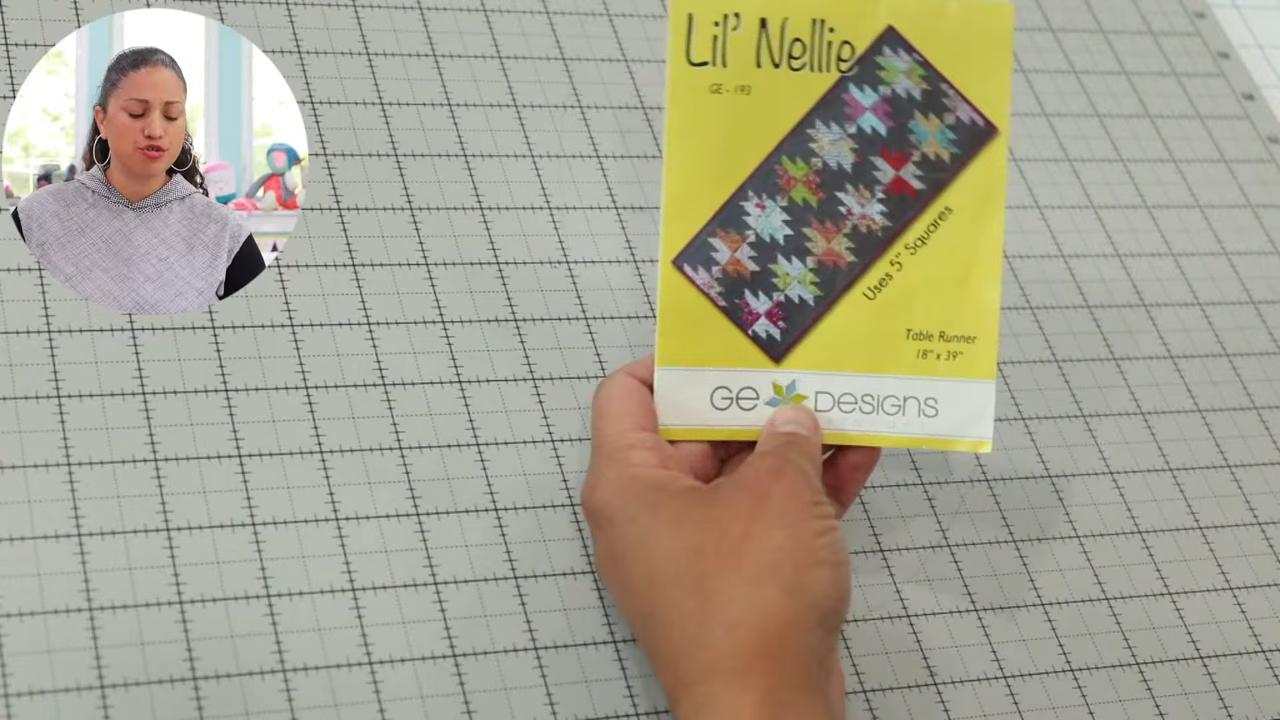 Lil' Nellie
GE - 193
Uses 5" Squares
Table Runner
18" x 39"
GE DESIGNS